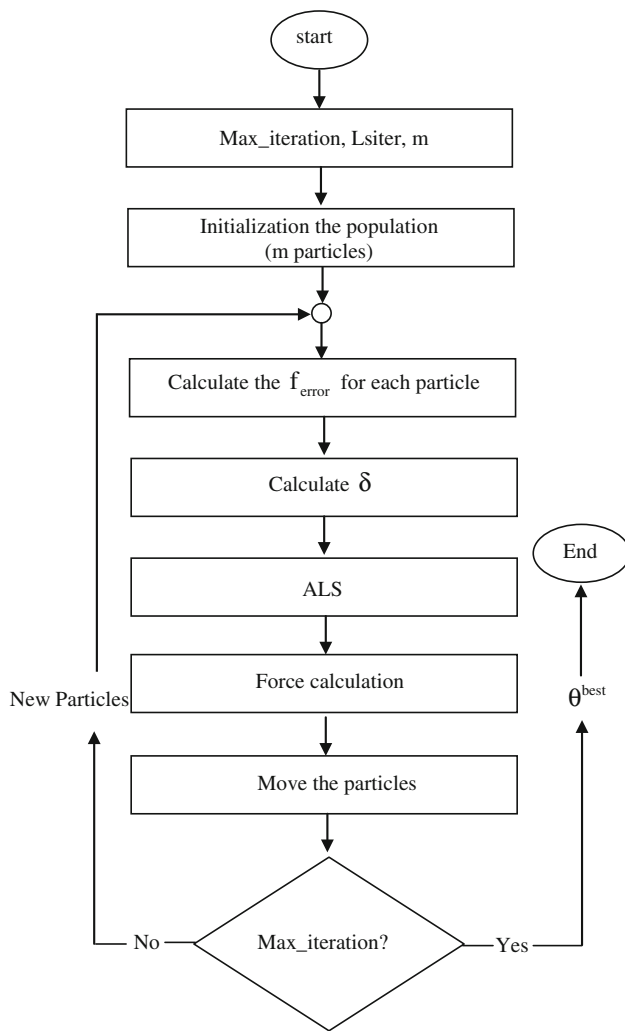 start
Max_iteration, Lsiter, m
Initialization the population
(m particles)
Calculate the f_error for each particle
Calculate δ
ALS
End
Force calculation
New Particles
θ^best
Move the particles
Max_iteration?
No
Yes